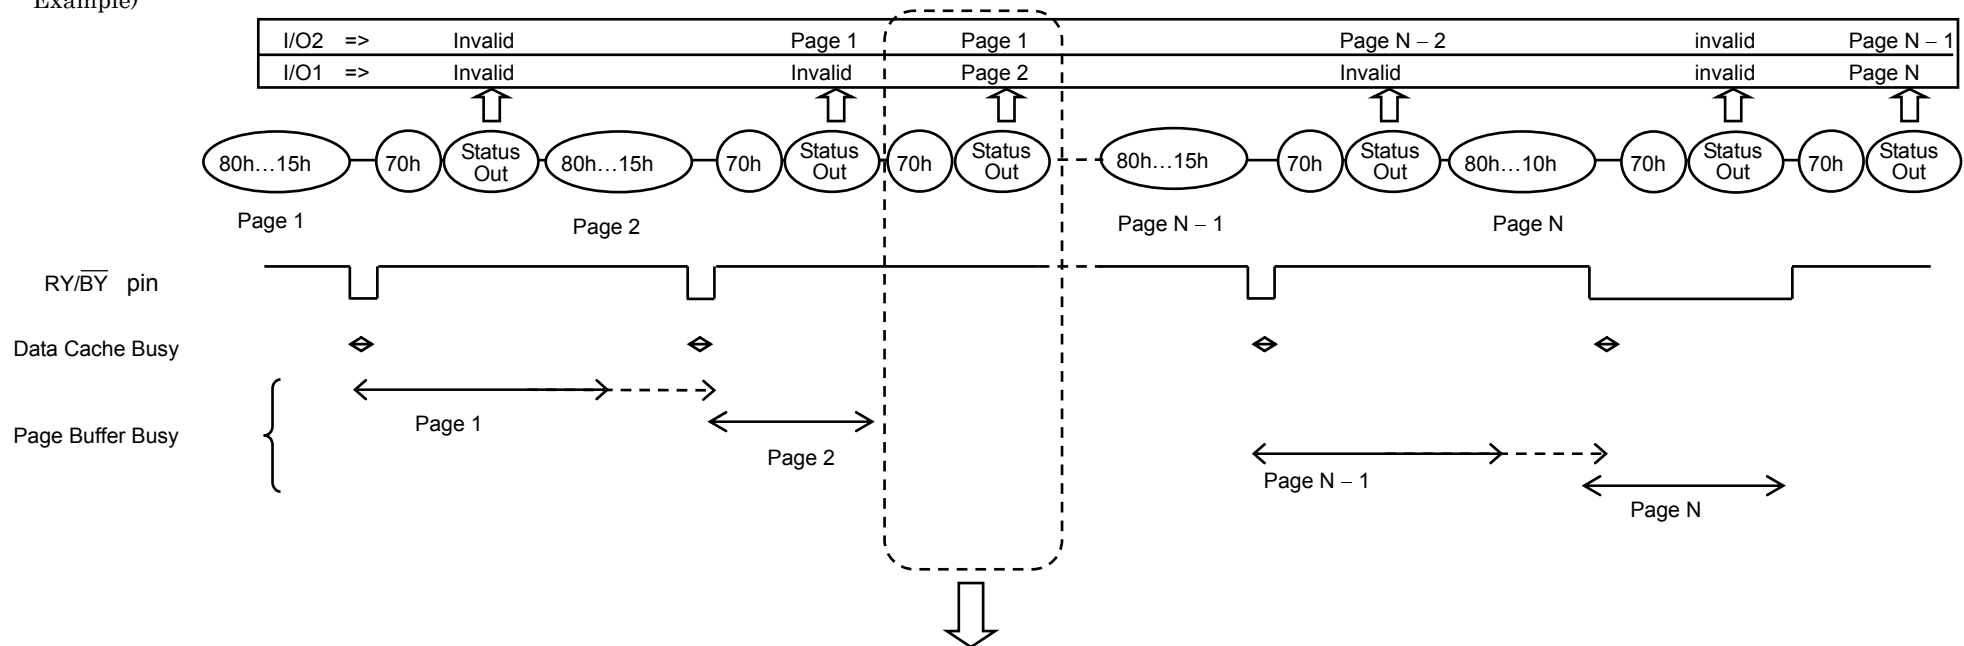 Example)
I/O2 => Invalid Page 1 Page 1 Page N – 2 invalid Page N – 1
I/O1 => Invalid Invalid Page 2 Invalid invalid Page N
80h…15h 70h Status Out 80h…15h 70h Status Out 70h Status Out 80h…15h 70h Status Out 80h…10h 70h Status Out 70h Status Out
Page 1 Page 2 Page N – 1 Page N
RY/B̅Y̅ pin
Data Cache Busy
Page Buffer Busy
Page 1
Page 2
Page N – 1
Page N